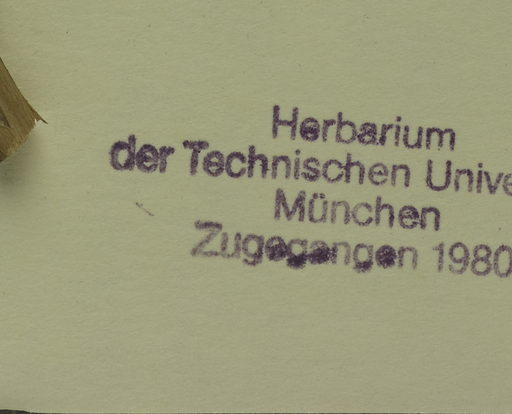 Herbarium
der Technischen Unive
München
Zugegangen 1980